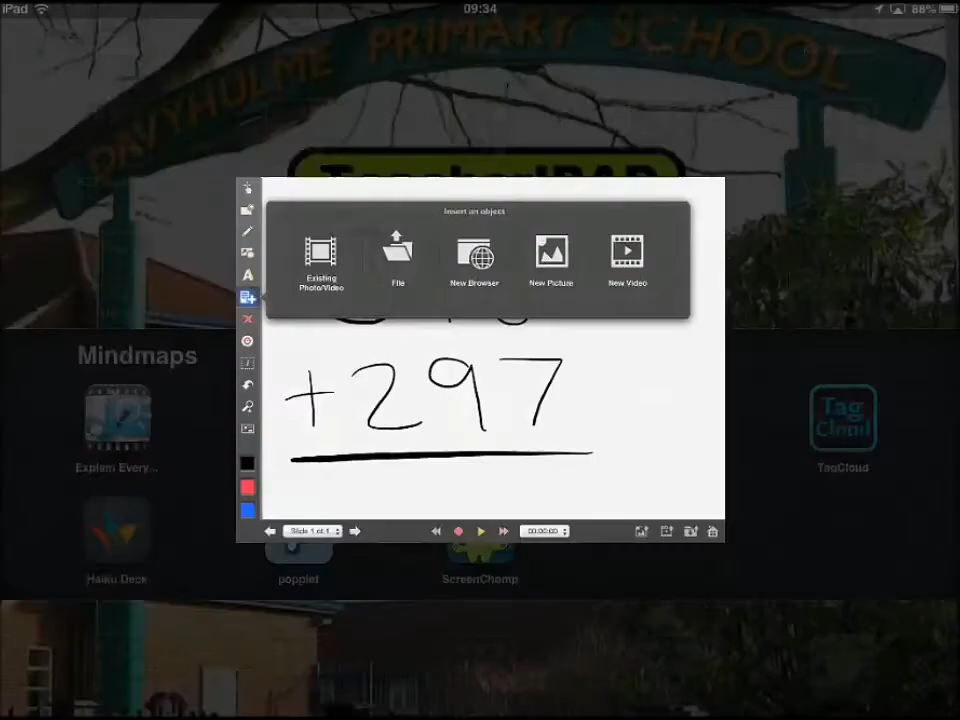 iPad 09:34 88%
DAVYHULME PRIMARY SCHOOL
TeacherIPAD
Insert an object
Existing Photo/Video
File
New Browser
New Picture
New Video
+297
Mindmaps
Explain Every...
TagCloud
Tag Cloud
Slide 1 of 1
00:00:00
Haiku Deck
popplet
ScreenChomp